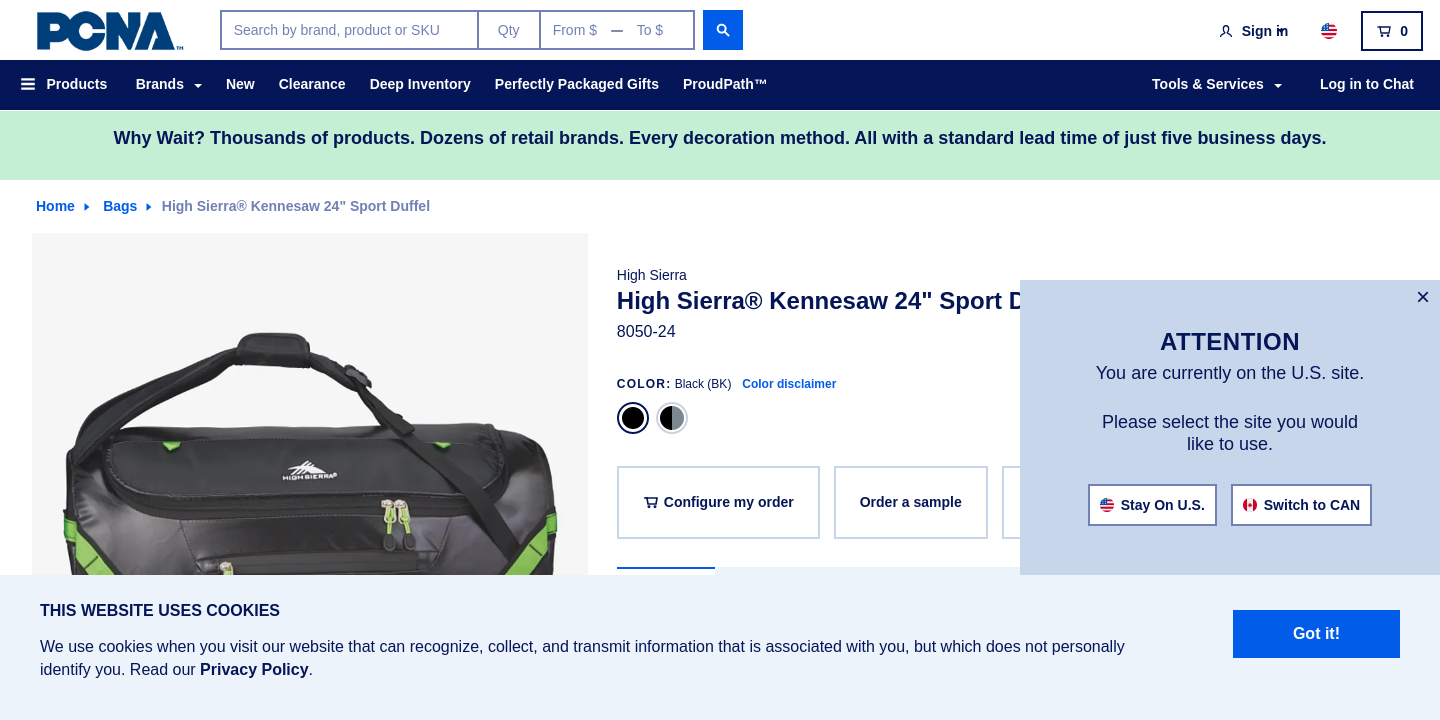 PCNA™
Search by brand, product or SKU
Qty
From $ — To $
Sign in
0
Products
Brands
New
Clearance
Deep Inventory
Perfectly Packaged Gifts
ProudPath™
Tools & Services
Log in to Chat
Why Wait? Thousands of products. Dozens of retail brands. Every decoration method. All with a standard lead time of just five business days.
Home
Bags
High Sierra® Kennesaw 24" Sport Duffel
HIGH SIERRA®
High Sierra
High Sierra® Kennesaw 24" Sport D
8050-24
COLOR: Black (BK) Color disclaimer
Configure my order
Order a sample
×
ATTENTION
You are currently on the U.S. site.
Please select the site you would
like to use.
Stay On U.S.
Switch to CAN
THIS WEBSITE USES COOKIES
We use cookies when you visit our website that can recognize, collect, and transmit information that is associated with you, but which does not personally
identify you. Read our Privacy Policy.
Got it!